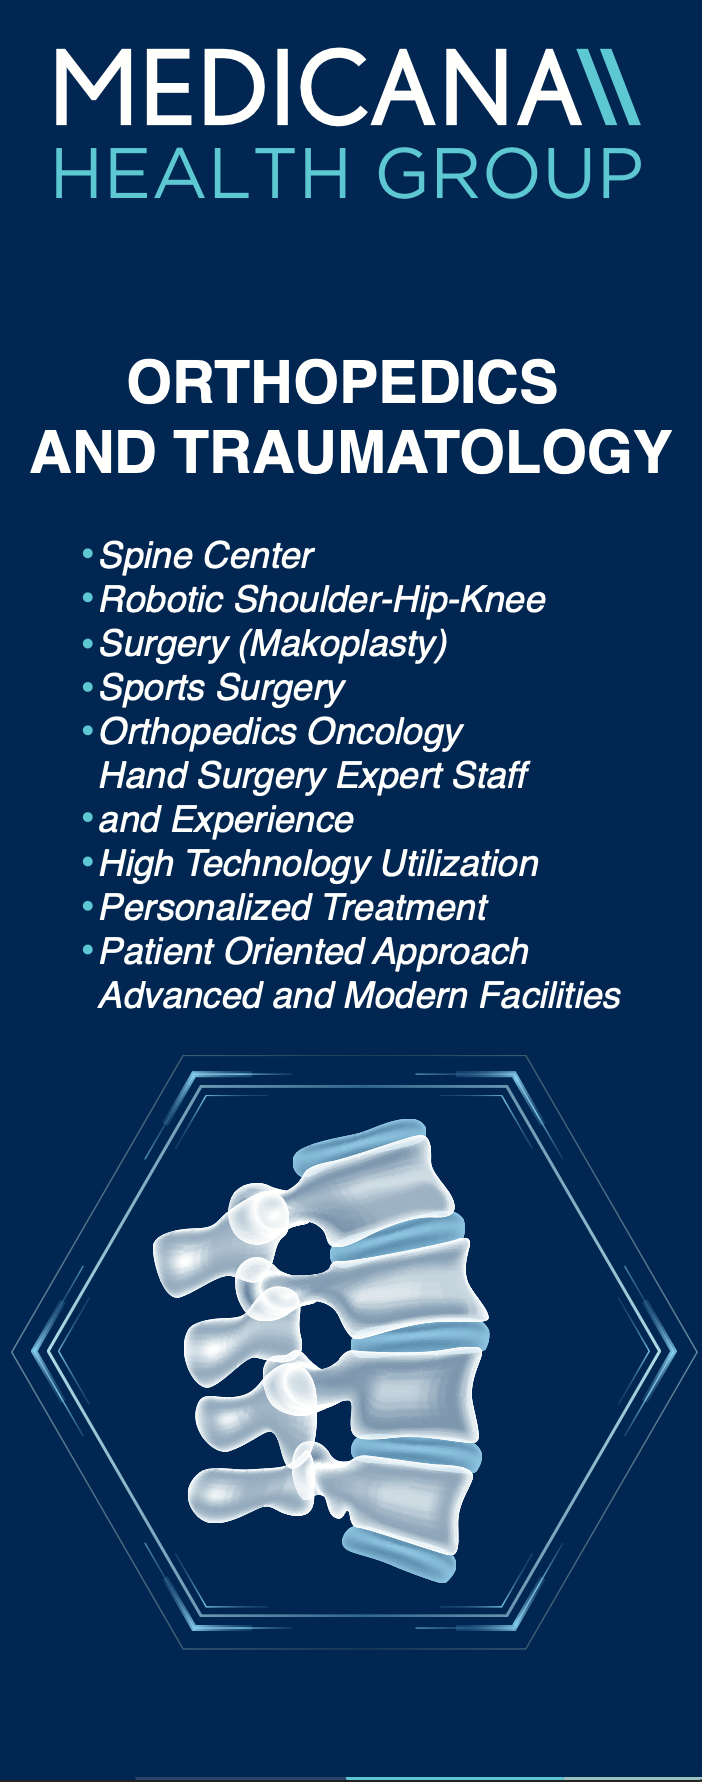 MEDICANA
HEALTH GROUP
ORTHOPEDICS
AND TRAUMATOLOGY
• Spine Center
• Robotic Shoulder-Hip-Knee
• Surgery (Makoplasty)
• Sports Surgery
• Orthopedics Oncology
Hand Surgery Expert Staff
• and Experience
• High Technology Utilization
• Personalized Treatment
• Patient Oriented Approach
Advanced and Modern Facilities